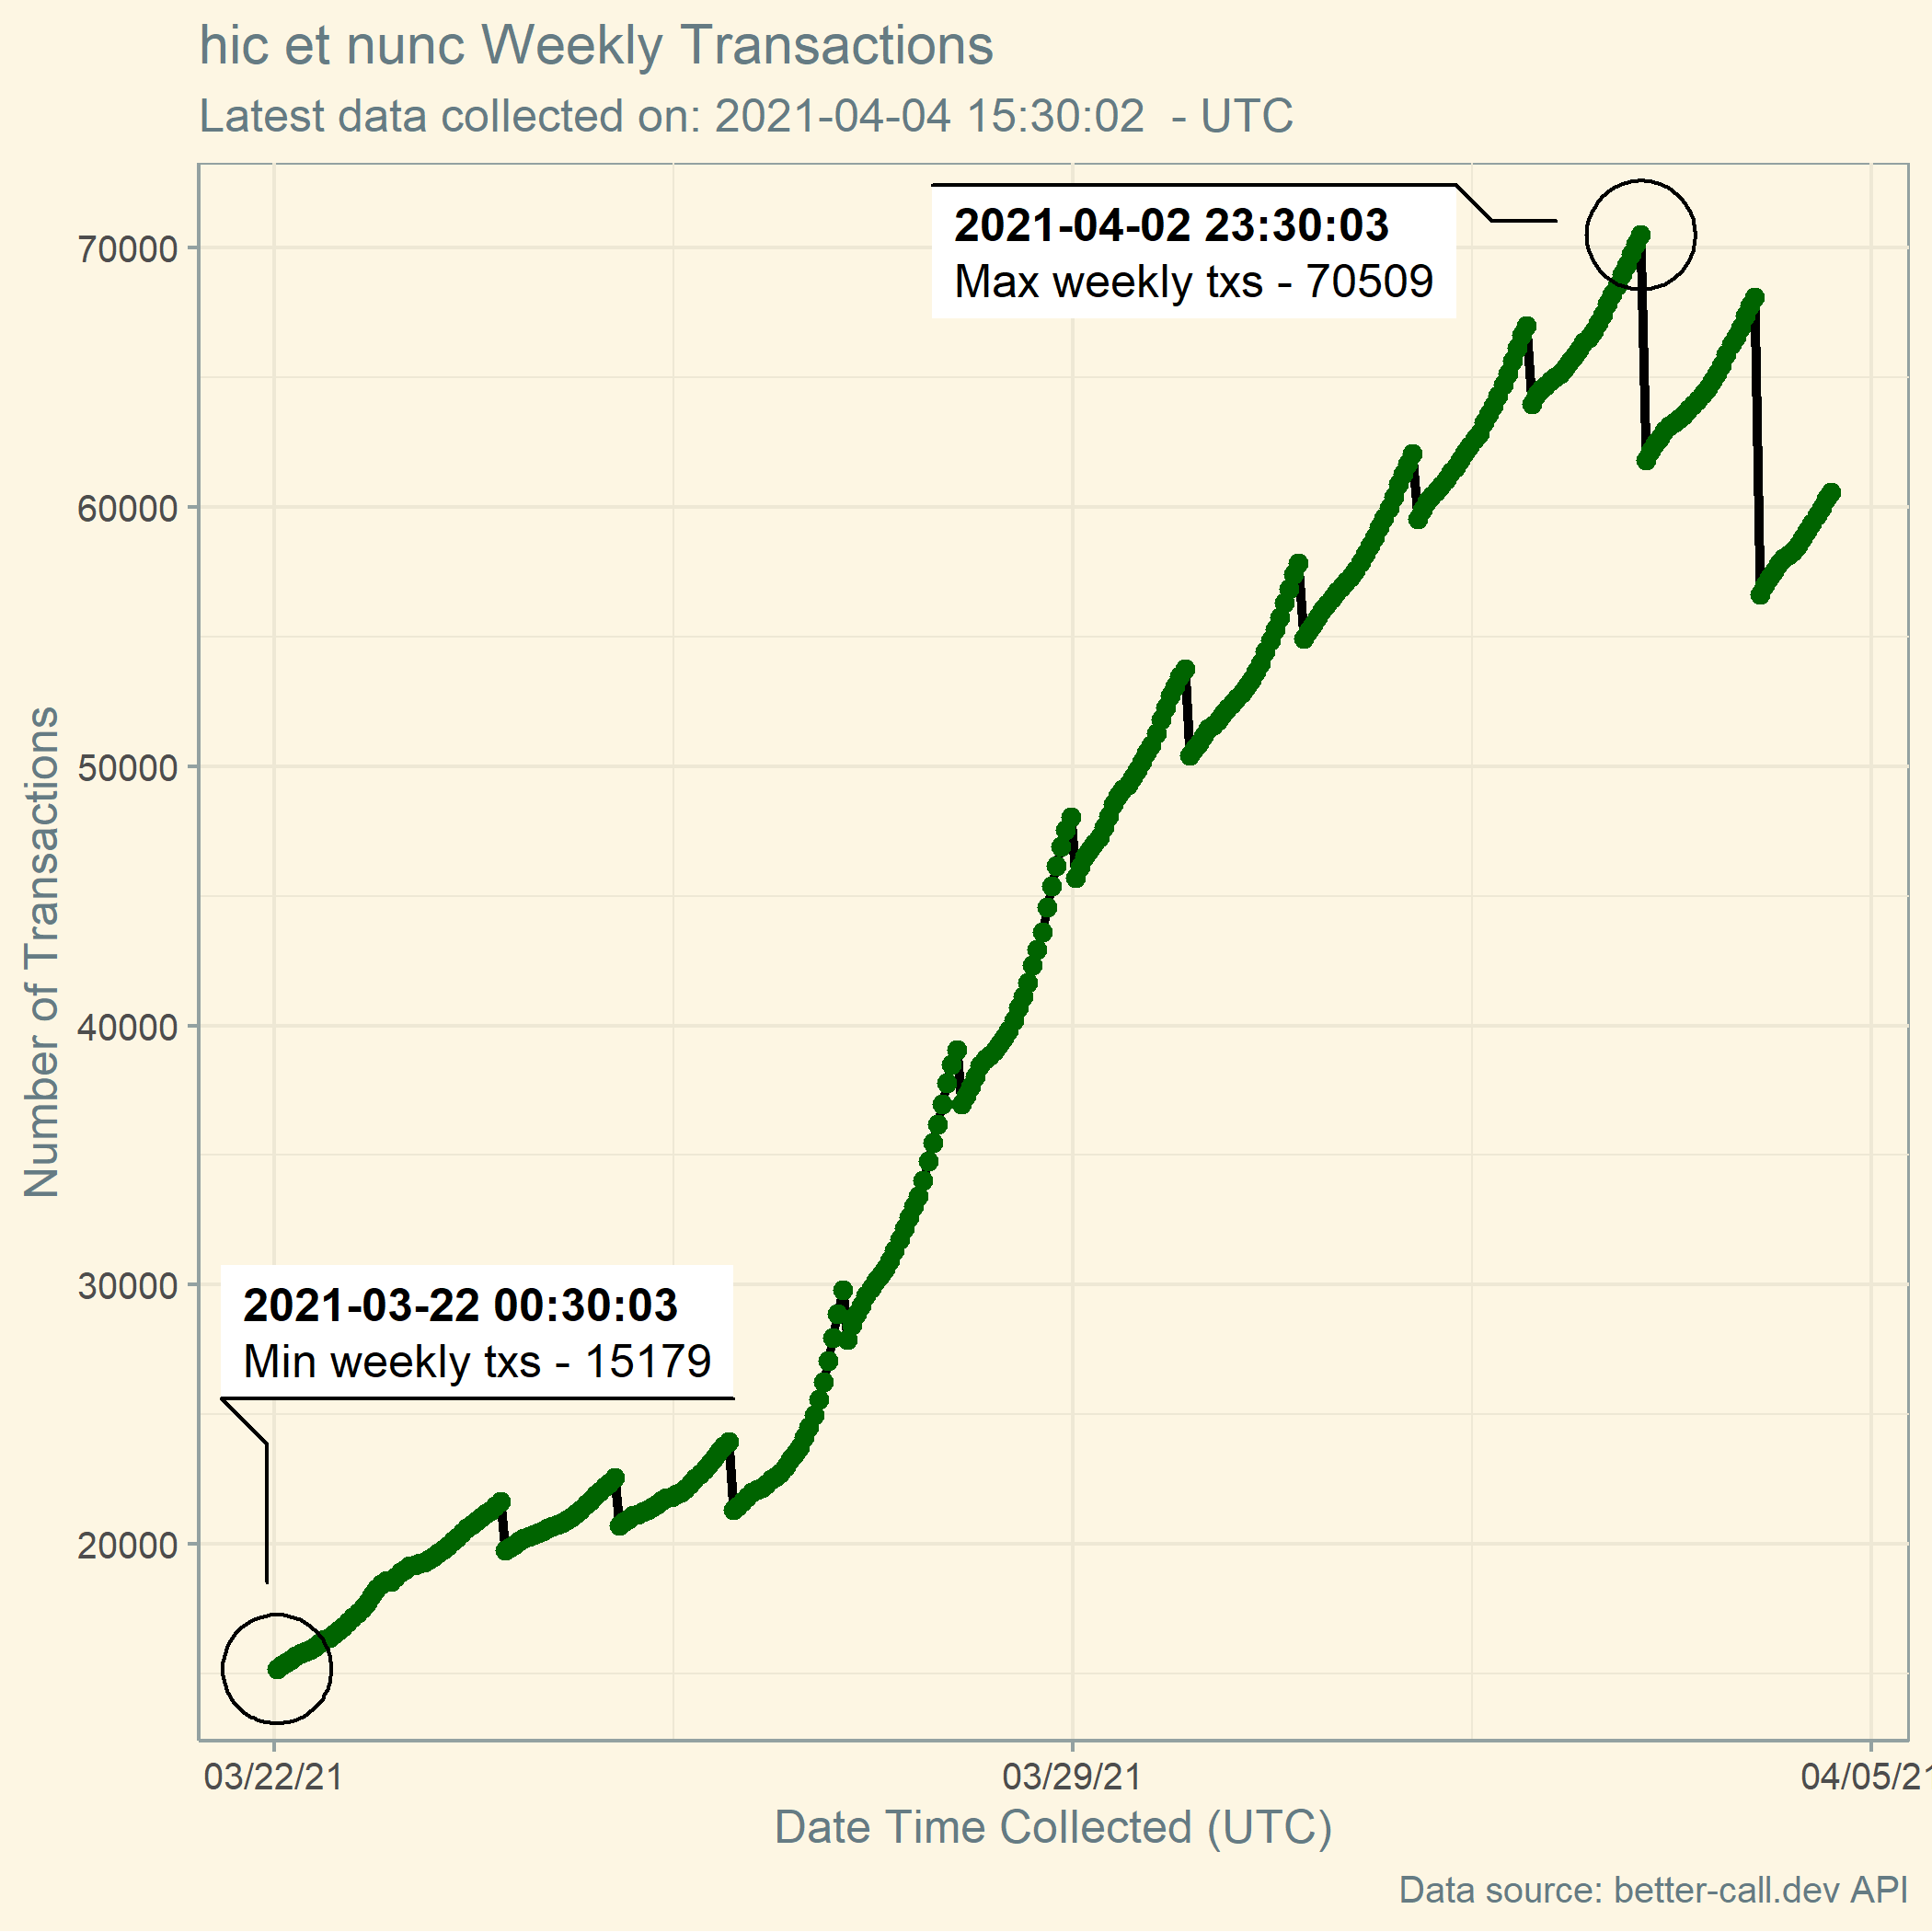 hic et nunc Weekly Transactions
Latest data collected on: 2021-04-04 15:30:02  - UTC
2021-04-02 23:30:03
Max weekly txs - 70509
70000
60000
50000
40000
30000
20000
Number of Transactions
2021-03-22 00:30:03
Min weekly txs - 15179
03/22/21
03/29/21
04/05/21
Date Time Collected (UTC)
Data source: better-call.dev API